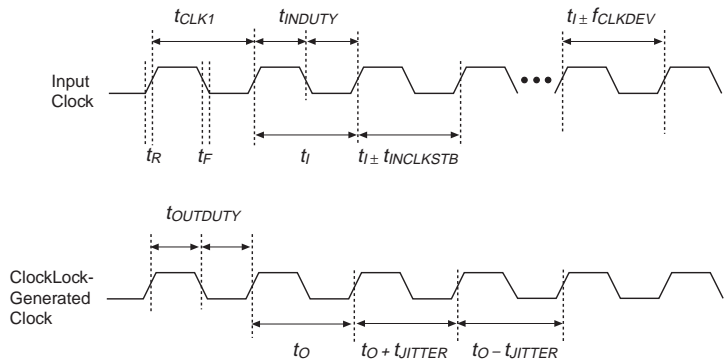 tCLK1 tINDUTY tI ± fCLKDEV
Input
Clock
tR tF tI tI ± tINCLKSTB
tOUTDUTY
ClockLock-
Generated
Clock
tO tO + tJITTER tO – tJITTER